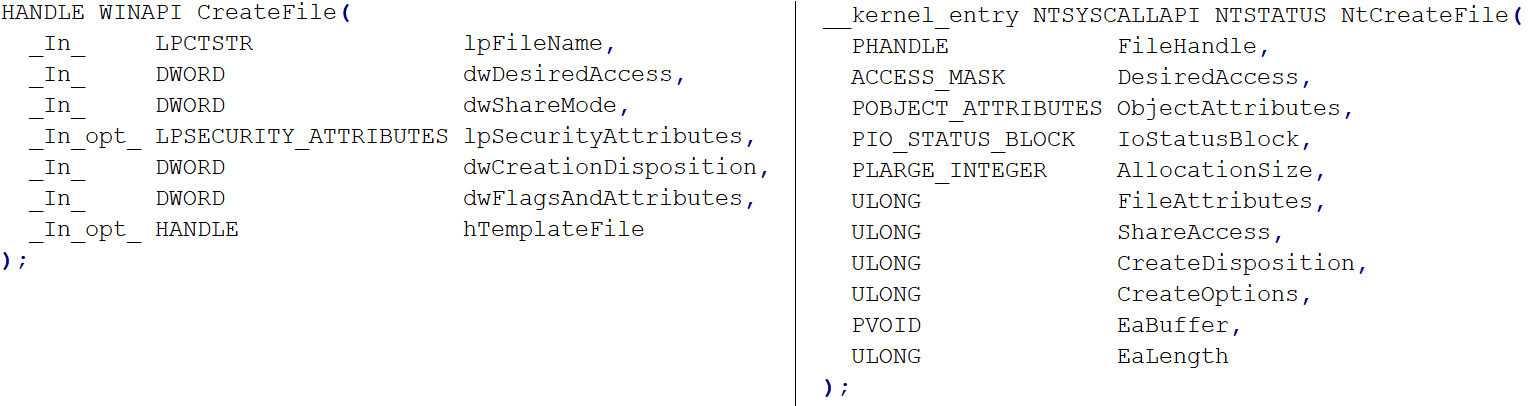 HANDLE WINAPI CreateFile(
  _In_     LPCTSTR               lpFileName,
  _In_     DWORD                 dwDesiredAccess,
  _In_     DWORD                 dwShareMode,
  _In_opt_ LPSECURITY_ATTRIBUTES lpSecurityAttributes,
  _In_     DWORD                 dwCreationDisposition,
  _In_     DWORD                 dwFlagsAndAttributes,
  _In_opt_ HANDLE                hTemplateFile
);
__kernel_entry NTSYSCALLAPI NTSTATUS NtCreateFile(
  PHANDLE            FileHandle,
  ACCESS_MASK        DesiredAccess,
  POBJECT_ATTRIBUTES ObjectAttributes,
  PIO_STATUS_BLOCK   IoStatusBlock,
  PLARGE_INTEGER     AllocationSize,
  ULONG              FileAttributes,
  ULONG              ShareAccess,
  ULONG              CreateDisposition,
  ULONG              CreateOptions,
  PVOID              EaBuffer,
  ULONG              EaLength
);